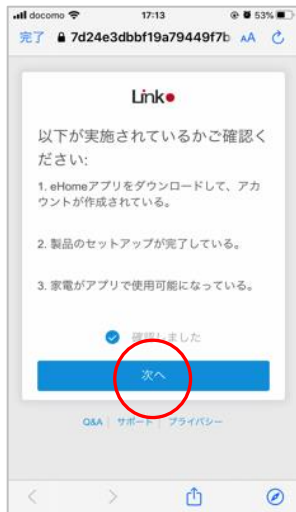 docomo 17:13 53%
完了 7d24e3dbbf19a79449f7b AA
Link
以下が実施されているかご確認く
ださい:
1. eHomeアプリをダウンロードして、アカ
ウントが作成されている。
2. 製品のセットアップが完了している。
3. 家電がアプリで使用可能になっている。
確認しました
次へ
Q&A | サポート | プライバシー